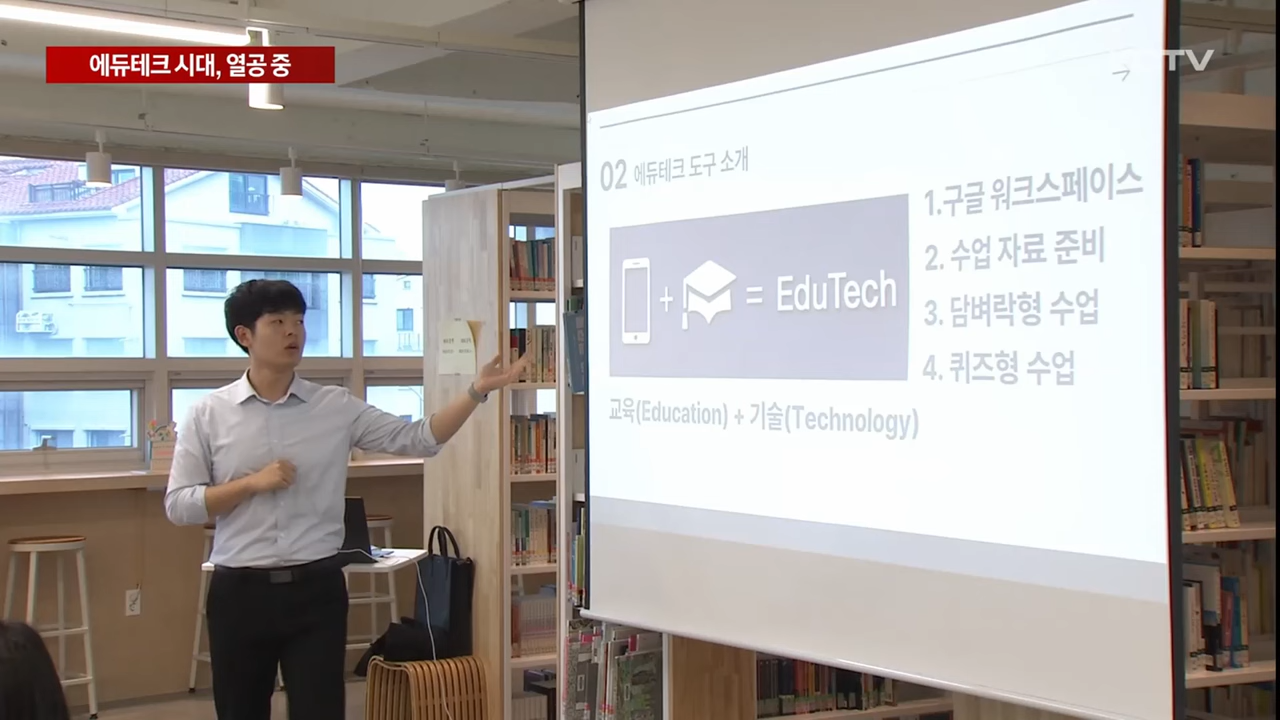 에듀테크 시대, 열공 중
TV
02 에듀테크 도구 소개
+ = EduTech
교육(Education) + 기술(Technology)
1.구글 워크스페이스
2. 수업 자료 준비
3. 담벼락형 수업
4. 퀴즈형 수업